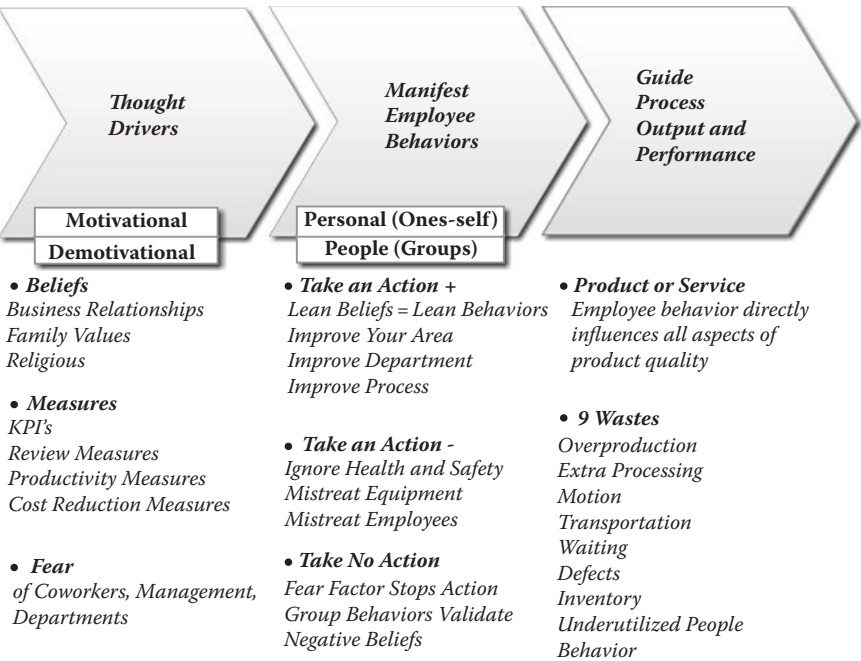 Thought
Drivers
Manifest
Employee
Behaviors
Guide
Process
Output and
Performance
Motivational
Demotivational
Personal (Ones-self)
People (Groups)
• Beliefs
Business Relationships
Family Values
Religious
• Measures
KPI's
Review Measures
Productivity Measures
Cost Reduction Measures
• Fear
of Coworkers, Management,
Departments
• Take an Action +
Lean Beliefs = Lean Behaviors
Improve Your Area
Improve Department
Improve Process
• Take an Action -
Ignore Health and Safety
Mistreat Equipment
Mistreat Employees
• Take No Action
Fear Factor Stops Action
Group Behaviors Validate
Negative Beliefs
• Product or Service
Employee behavior directly
influences all aspects of
product quality
• 9 Wastes
Overproduction
Extra Processing
Motion
Transportation
Waiting
Defects
Inventory
Underutilized People
Behavior